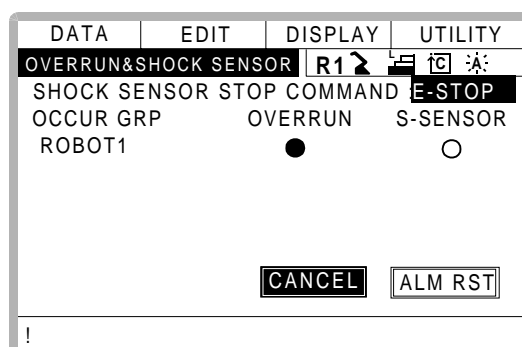 DATA EDIT DISPLAY UTILITY
OVERRUN&SHOCK SENSOR R1 C A
SHOCK SENSOR STOP COMMAND :E-STOP
OCCUR GRP OVERRUN S-SENSOR
ROBOT1
CANCEL ALM RST
!